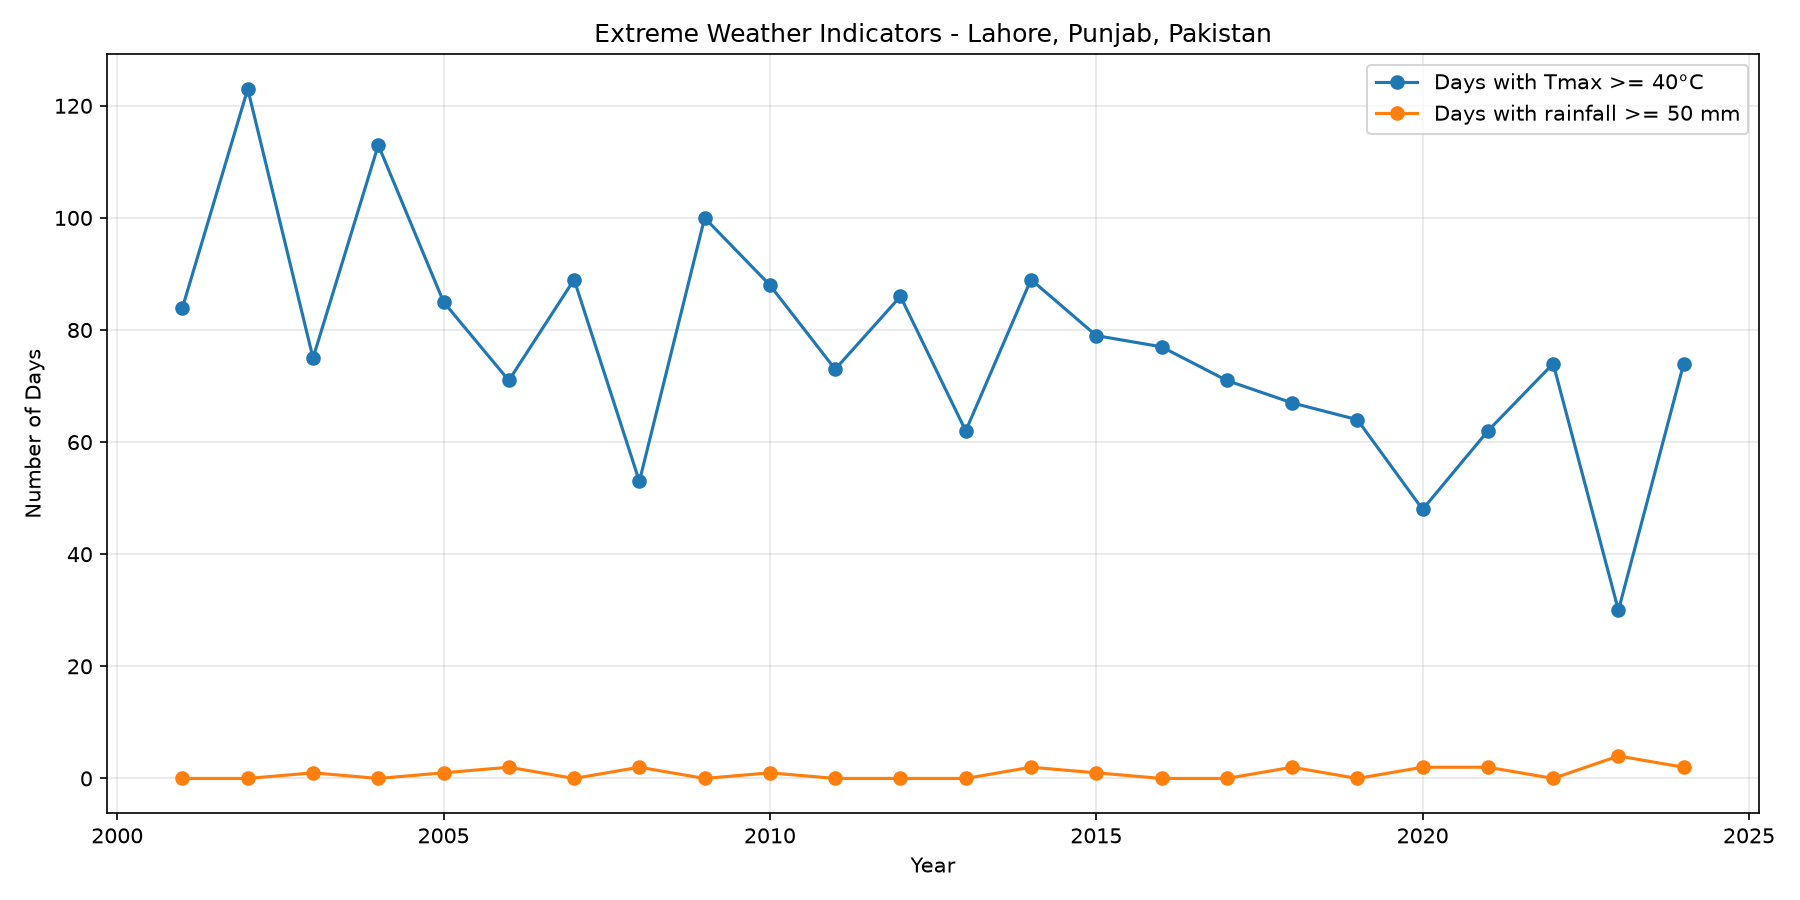 Extreme Weather Indicators - Lahore, Punjab, Pakistan
Days with Tmax >= 40°C
Days with rainfall >= 50 mm
Number of Days
120
100
80
60
40
20
0
2000 2005 2010 2015 2020 2025
Year